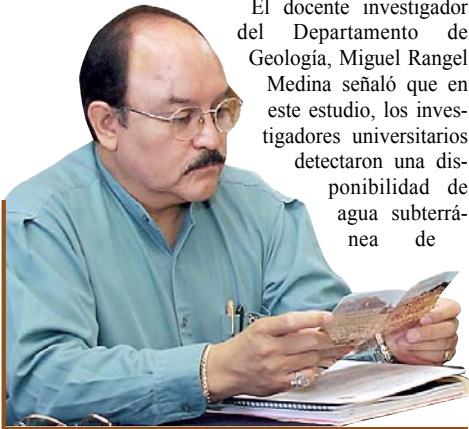 El docente investigador
del Departamento de
Geología, Miguel Rangel
Medina señaló que en
este estudio, los inves-
tigadores universitarios
detectaron una dis-
ponibilidad de
agua subterrá-
nea de